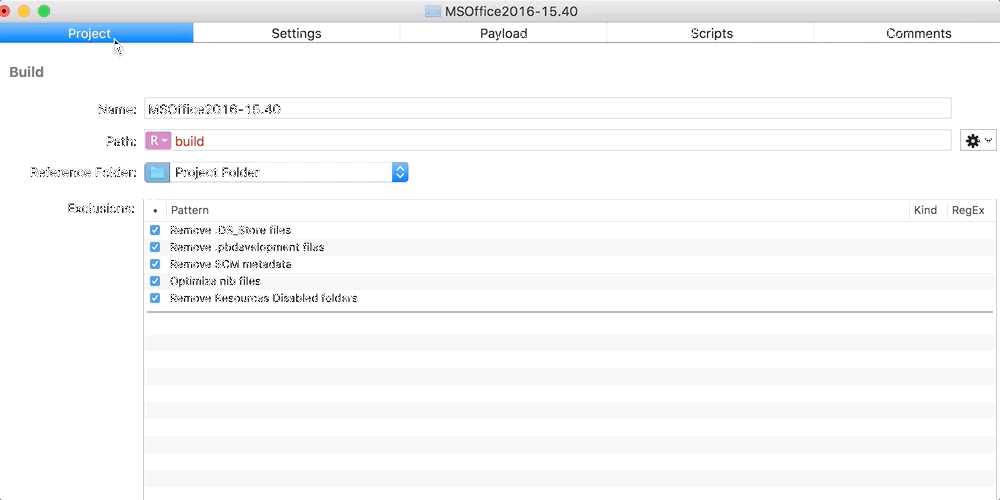 MSOffice2016-15.40
Project Settings Payload Scripts Comments
Build
Name: MSOffice2016-15.40
Path: R build
Reference Folder: Project Folder
Exclusions: • Pattern Kind RegEx
Remove .DS_Store files
Remove .pbdevelopment files
Remove SCM metadata
Optimize nib files
Remove Resources Disabled folders